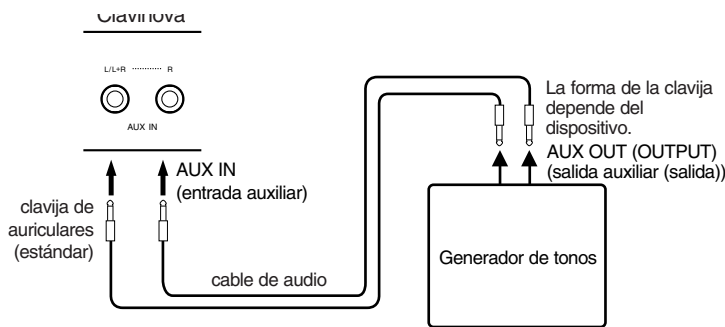 Clavinova
L/L+R ............ R
AUX IN
La forma de la clavija
depende del
dispositivo.
AUX IN
(entrada auxiliar)
AUX OUT (OUTPUT)
(salida auxiliar (salida))
clavija de
auriculares
(estándar)
Generador de tonos
cable de audio